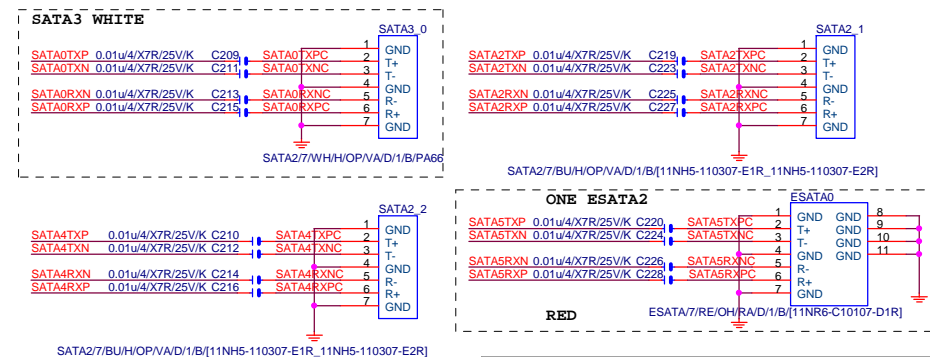 SATA3 WHITE
SATA3_0
1 GND
SATA0TXP 0.01u/4/X7R/25V/K C209 SATA0TXPC 2 T+
SATA0TXN 0.01u/4/X7R/25V/K C211 SATA0TXNC 3 T-
4 GND
SATA0RXN 0.01u/4/X7R/25V/K C213 SATA0RXNC 5 R-
SATA0RXP 0.01u/4/X7R/25V/K C215 SATA0RXPC 6 R+
7 GND
SATA2/7/WH/H/OP/VA/D/1/B/PA66
SATA2_1
1 GND
SATA2TXP 0.01u/4/X7R/25V/K C219 SATA2TXPC 2 T+
SATA2TXN 0.01u/4/X7R/25V/K C223 SATA2TXNC 3 T-
4 GND
SATA2RXN 0.01u/4/X7R/25V/K C225 SATA2RXNC 5 R-
SATA2RXP 0.01u/4/X7R/25V/K C227 SATA2RXPC 6 R+
7 GND
SATA2/7/BU/H/OP/VA/D/1/B/[11NH5-110307-E1R_11NH5-110307-E2R]
SATA2_2
1 GND
SATA4TXP 0.01u/4/X7R/25V/K C210 SATA4TXPC 2 T+
SATA4TXN 0.01u/4/X7R/25V/K C212 SATA4TXNC 3 T-
4 GND
SATA4RXN 0.01u/4/X7R/25V/K C214 SATA4RXNC 5 R-
SATA4RXP 0.01u/4/X7R/25V/K C216 SATA4RXPC 6 R+
7 GND
SATA2/7/BU/H/OP/VA/D/1/B/[11NH5-110307-E1R_11NH5-110307-E2R]
ONE ESATA2
ESATA0
1 GND GND 8
SATA5TXP 0.01u/4/X7R/25V/K C220 SATA5TXPC 2 T+ GND 9
SATA5TXN 0.01u/4/X7R/25V/K C224 SATA5TXNC 3 T- GND 10
4 GND GND 11
SATA5RXN 0.01u/4/X7R/25V/K C226 SATA5RXNC 5 R-
SATA5RXP 0.01u/4/X7R/25V/K C228 SATA5RXPC 6 R+
7 GND
ESATA/7/RE/OH/RA/D/1/B/[11NR6-C10107-D1R]
RED